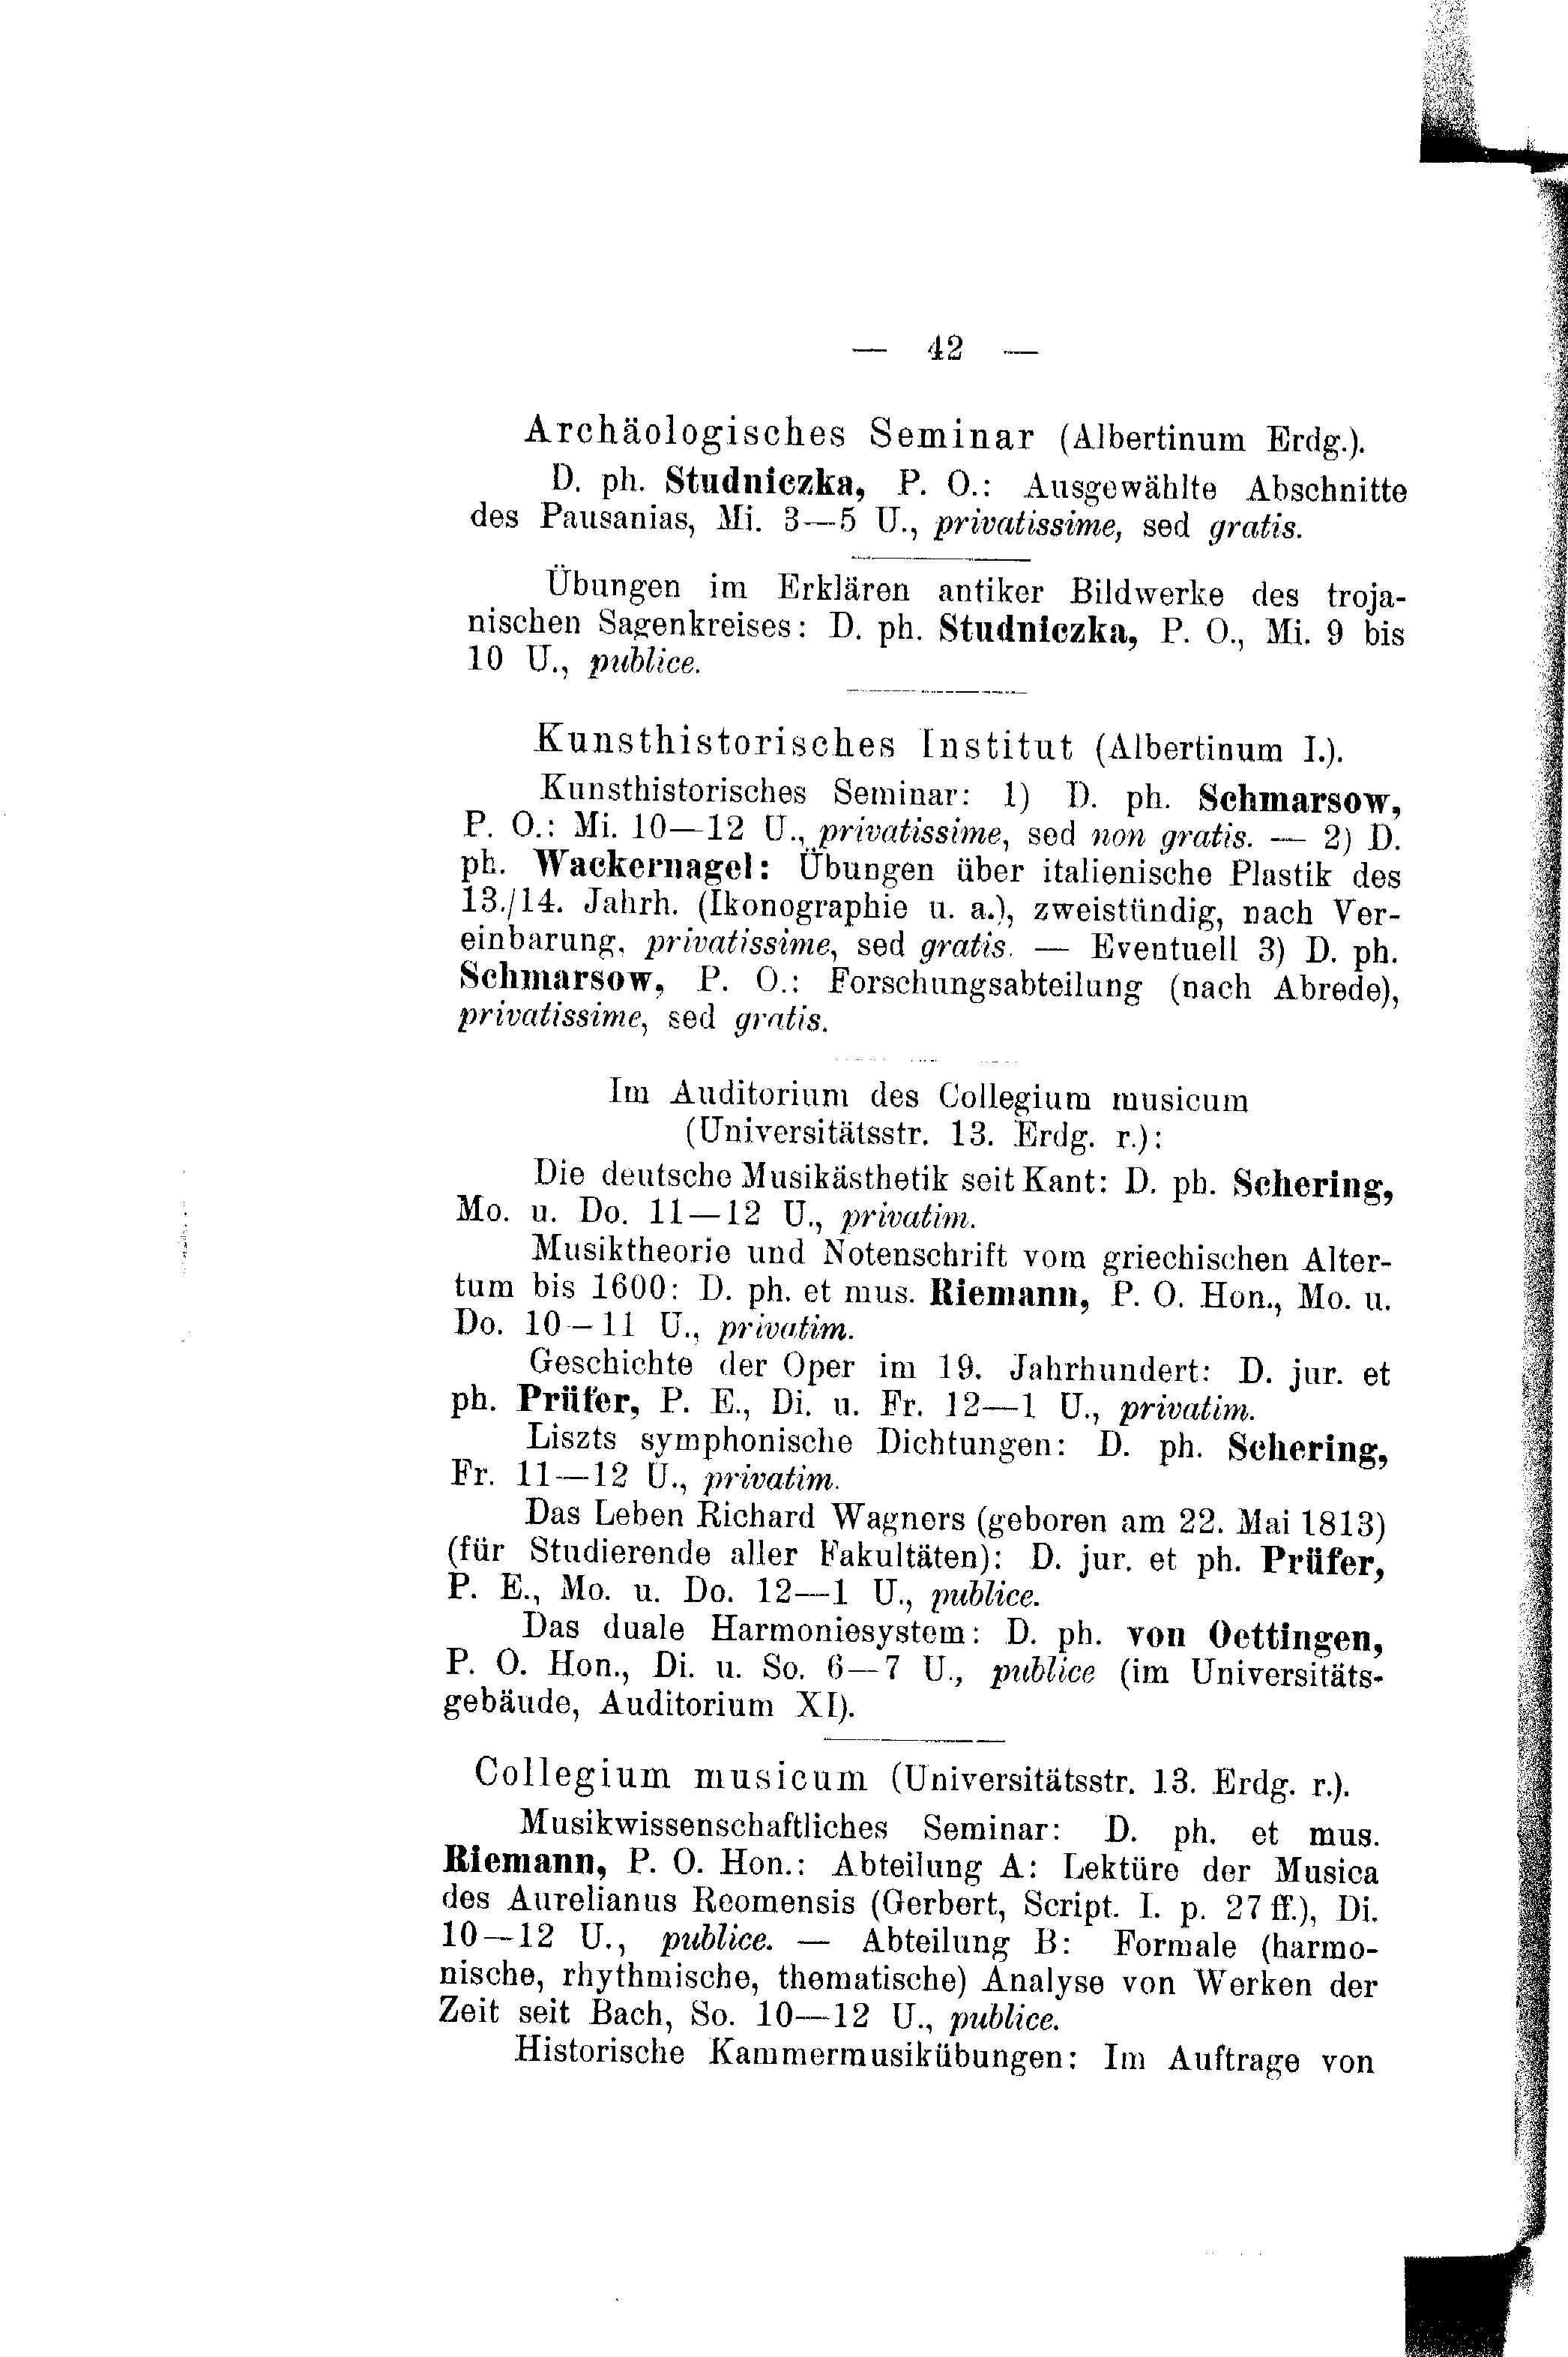 — 42 —
Archäologisches Seminar (Albertinum Erdg.).
D. ph. Studniczka, P. O.: Ausgewählte Abschnitte
des Pausanias, Mi. 3—5 U., privatissime, sed gratis.
Übungen im Erklären antiker Bildwerke des troja-
nischen Sagenkreises: D. ph. Studniczka, P. O., Mi. 9 bis
10 U., publice.
Kunsthistorisches Institut (Albertinum I.).
Kunsthistorisches Seminar: 1) D. ph. Schmarsow,
P. O.: Mi. 10—12 U., privatissime, sed non gratis. — 2) D.
ph. Wackernagel: Übungen über italienische Plastik des
13./14. Jahrh. (Ikonographie u. a.), zweistündig, nach Ver-
einbarung, privatissime, sed gratis. — Eventuell 3) D. ph.
Schmarsow, P. O.: Forschungsabteilung (nach Abrede),
privatissime, sed gratis.
Im Auditorium des Collegium musicum
(Universitätsstr. 13. Erdg. r.):
Die deutsche Musikästhetik seit Kant: D. ph. Schering,
Mo. u. Do. 11—12 U., privatim.
Musiktheorie und Notenschrift vom griechischen Alter-
tum bis 1600: D. ph. et mus. Riemann, P. O. Hon., Mo. u.
Do. 10—11 U., privatim.
Geschichte der Oper im 19. Jahrhundert: D. jur. et
ph. Prüfer, P. E., Di. u. Fr. 12—1 U., privatim.
Liszts symphonische Dichtungen: D. ph. Schering,
Fr. 11—12 U., privatim.
Das Leben Richard Wagners (geboren am 22. Mai 1813)
(für Studierende aller Fakultäten): D. jur. et ph. Prüfer,
P. E., Mo. u. Do. 12—1 U., publice.
Das duale Harmoniesystem: D. ph. von Oettingen,
P. O. Hon., Di. u. So. 6—7 U., publice (im Universitäts-
gebäude, Auditorium XI).
Collegium musicum (Universitätsstr. 13. Erdg. r.).
Musikwissenschaftliches Seminar: D. ph. et mus.
Riemann, P. O. Hon.: Abteilung A: Lektüre der Musica
des Aurelianus Reomensis (Gerbert, Script. I. p. 27 ff.), Di.
10—12 U., publice. — Abteilung B: Formale (harmo-
nische, rhythmische, thematische) Analyse von Werken der
Zeit seit Bach, So. 10—12 U., publice.
Historische Kammermusikübungen: Im Auftrage von